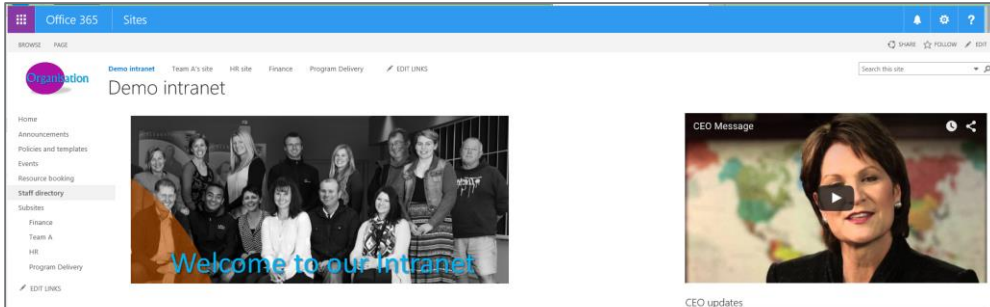 Office 365 Sites
?
BROWSE PAGE SHARE FOLLOW EDIT
Organisation
Demo intranet Team A's site HR site Finance Program Delivery EDIT LINKS
Search this site
Demo intranet
Home
Announcements
Policies and templates
Events
Resource booking
Staff directory
Subsites
Finance
Team A
HR
Program Delivery
EDIT LINKS
Welcome to our Intranet
CEO Message
CEO updates